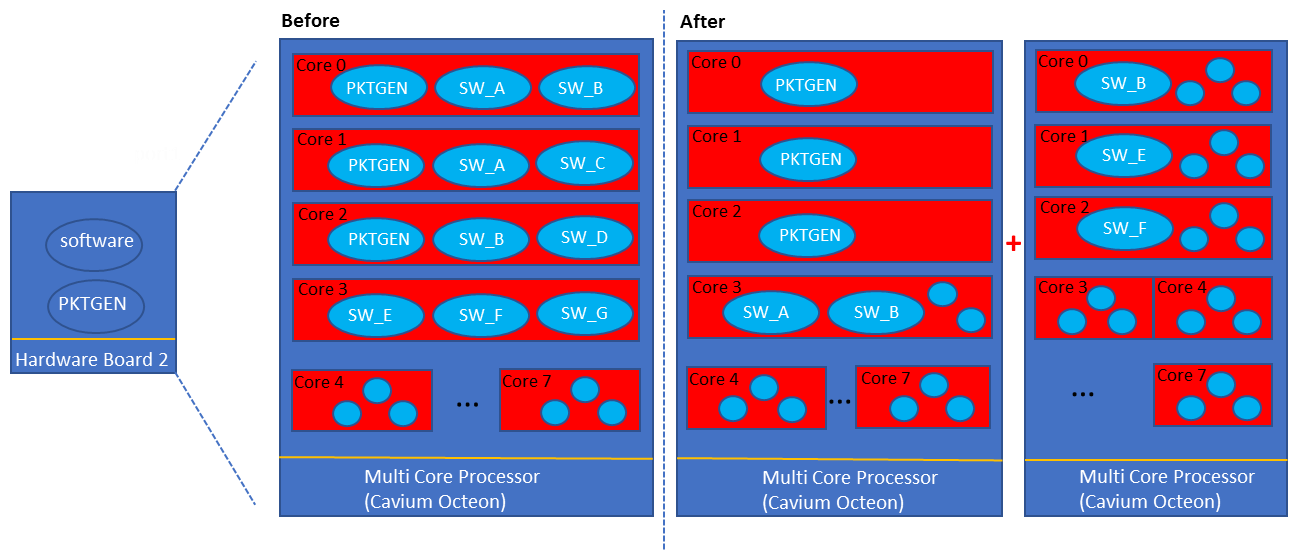 Before
After
Core 0
PKTGEN
SW_A
SW_B
Core 1
PKTGEN
SW_A
SW_C
Core 2
PKTGEN
SW_B
SW_D
Core 3
SW_E
SW_F
SW_G
Core 4
...
Core 7
Multi Core Processor
(Cavium Octeon)
software
PKTGEN
Hardware Board 2
Core 0
PKTGEN
Core 1
PKTGEN
Core 2
PKTGEN
Core 3
SW_A
SW_B
Core 4
...
Core 7
Multi Core Processor
(Cavium Octeon)
+
Core 0
SW_B
Core 1
SW_E
Core 2
SW_F
Core 3
Core 4
...
Core 7
Multi Core Processor
(Cavium Octeon)